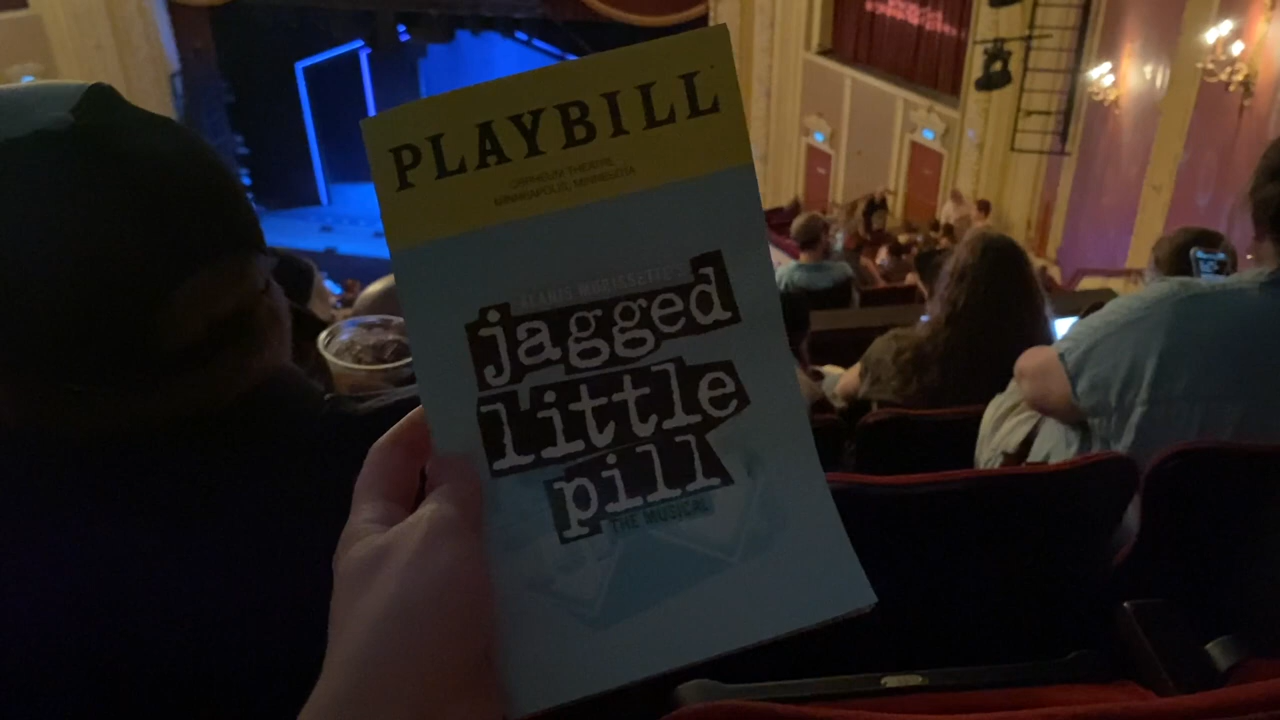 PLAYBILL
ORPHEUM THEATRE
MINNEAPOLIS, MINNESOTA
ALANIS MORISSETTE'S
jagged
little
pill
THE MUSICAL